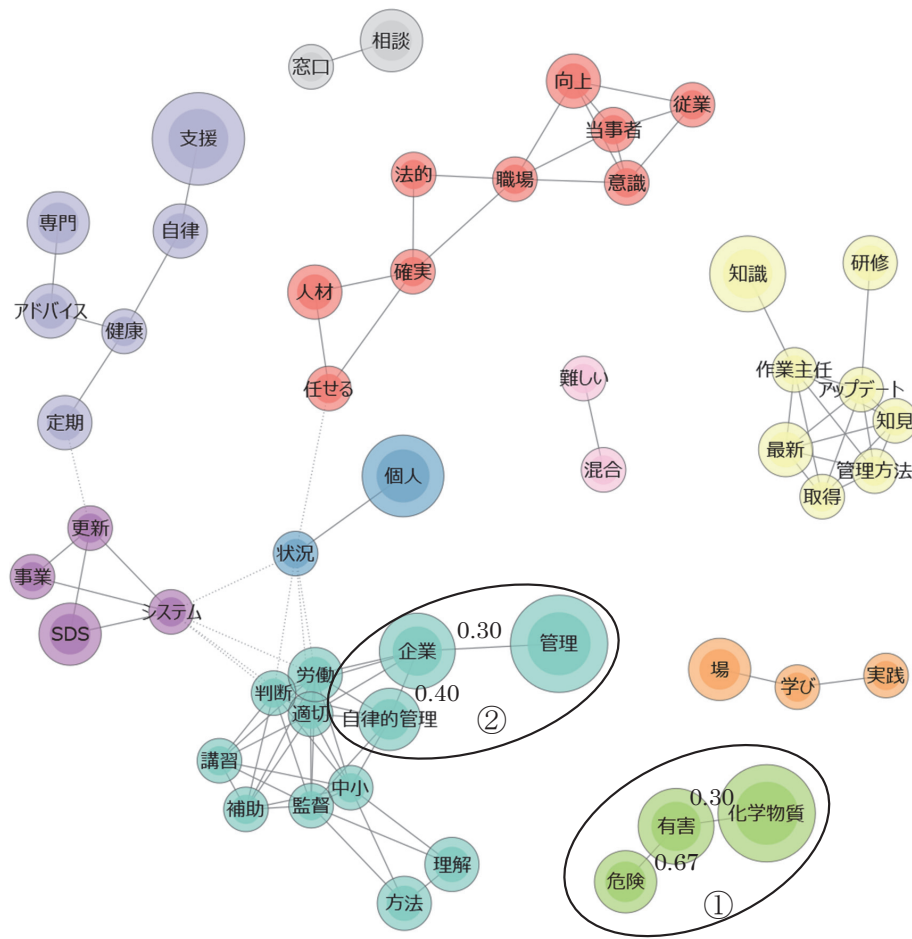 相談
窓口
向上
従業
当事者
支援
法的
職場
意識
専門
自律
知識
研修
確実
人材
アドバイス
健康
作業主任
難しい
任せる
アップデート
定期
知見
最新
個人
混合
管理方法
取得
更新
状況
事業
システム
SDS
0.30
企業
管理
労働
場
実践
学び
判断
0.40
適切
自律的管理
②
講習
中小
0.30
補助
監督
化学物質
有害
理解
0.67
危険
方法
①